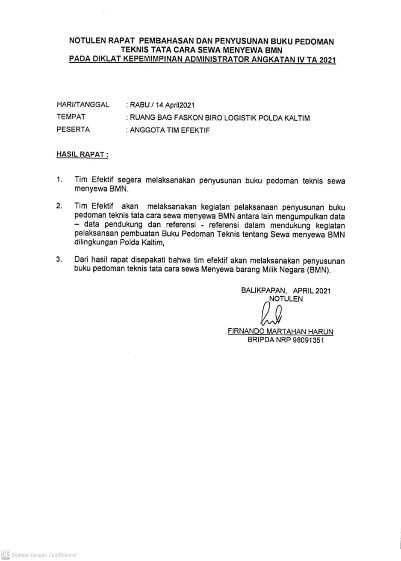 NOTULEN RAPAT PEMBAHASAN DAN PENYUSUNAN BUKU PEDOMAN
TEKNIS TATA CARA SEWA MENYEWA BMN
PADA DIKLAT KEPEMIMPINAN ADMINISTRATOR ANGKATAN IV TA 2021
HARI/TANGGAL : RABU / 14 April2021
TEMPAT : RUANG BAG FASKON BIRO LOGISTIK POLDA KALTIM
PESERTA : ANGGOTA TIM EFEKTIF
HASIL RAPAT :
1. Tim Efektif segera melaksanakan penyusunan buku pedoman teknis sewa
menyewa BMN.
2. Tim Efektif akan melaksanakan kegiatan pelaksanaan penyusunan buku
pedoman teknis tata cara sewa menyewa BMN antara lain mengumpulkan data
– data pendukung dan referensi - referensi dalam mendukung kegiatan
pelaksanaan pembuatan Buku Pedoman Teknis tentang Sewa menyewa BMN
dilingkungan Polda Kaltim,
3. Dari hasil rapat disepakati bahwa tim efektif akan melaksanakan penyusunan
buku pedoman teknis tata cara sewa Menyewa barang Milik Negara (BMN).
BALIKPAPAN, APRIL 2021
NOTULEN
FIRNANDO MARTAHAN HARUN
BRIPDA NRP 98091351
CS Dipindai dengan CamScanner